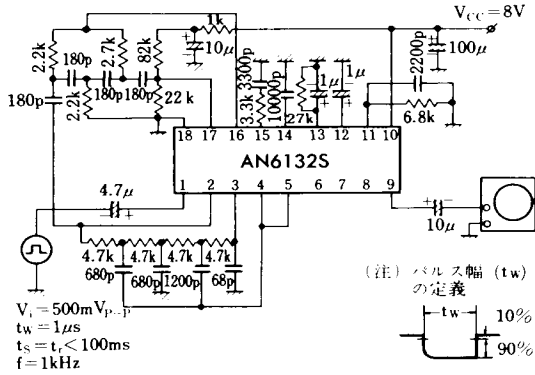 V_CC = 8V
1k
10μ
100μ
2.2k
180p
2.7k
180p
82k
180p
180p
2.2k
22k
3300p
3.3k
10000p
27k
1μ
1μ
2200p
6.8k
18 17 16 15 14 13 12 11 10
AN6132S
1 2 3 4 5 6 7 8 9
4.7μ
10μ
4.7k 4.7k 4.7k 4.7k
680p 680p 1200p 68p
V_i = 500mV_P-P
t_W = 1μs
t_S = t_r < 100ms
f = 1kHz
(注) パルス幅 (tw)
の定義
tw
10%
90%